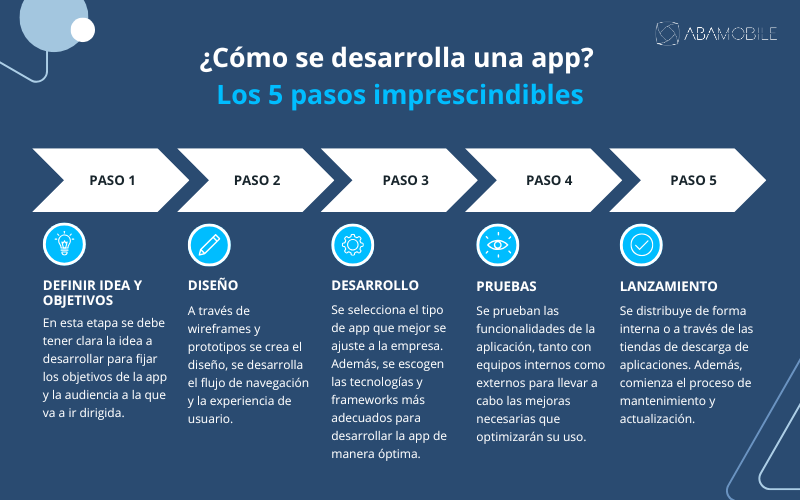 ABAMOBILE
¿Cómo se desarrolla una app?
Los 5 pasos imprescindibles
PASO 1
PASO 2
PASO 3
PASO 4
PASO 5
DEFINIR IDEA Y
OBJETIVOS
En esta etapa se debe
tener clara la idea a
desarrollar para fijar
los objetivos de la app
y la audiencia a la que
va a ir dirigida.
DISEÑO
A través de
wireframes y
prototipos se crea el
diseño, se desarrolla
el flujo de navegación
y la experiencia de
usuario.
DESARROLLO
Se selecciona el tipo
de app que mejor se
ajuste a la empresa.
Además, se escogen
las tecnologías y
frameworks más
adecuados para
desarrollar la app de
manera óptima.
PRUEBAS
Se prueban las
funcionalidades de la
aplicación, tanto con
equipos internos como
externos para llevar a
cabo las mejoras
necesarias que
optimizarán su uso.
LANZAMIENTO
Se distribuye de forma
interna o a través de las
tiendas de descarga de
aplicaciones. Además,
comienza el proceso de
mantenimiento y
actualización.